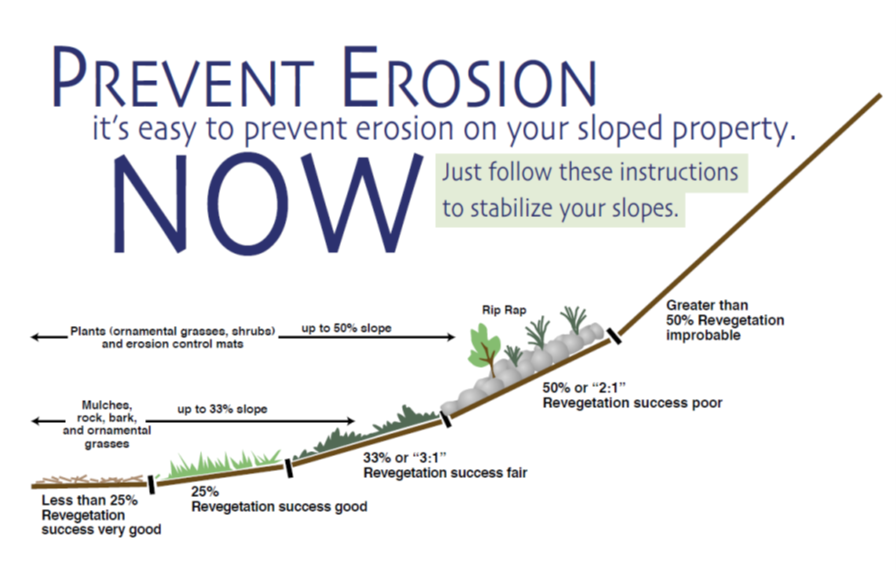 PREVENT EROSION
it's easy to prevent erosion on your sloped property.
NOW
Just follow these instructions
to stabilize your slopes.
Plants (ornamental grasses, shrubs)
and erosion control mats
up to 50% slope
Rip Rap
Greater than
50% Revegetation
improbable
Mulches,
rock, bark,
and ornamental
grasses
up to 33% slope
50% or “2:1”
Revegetation success poor
33% or “3:1”
Revegetation success fair
25%
Revegetation success good
Less than 25%
Revegetation
success very good